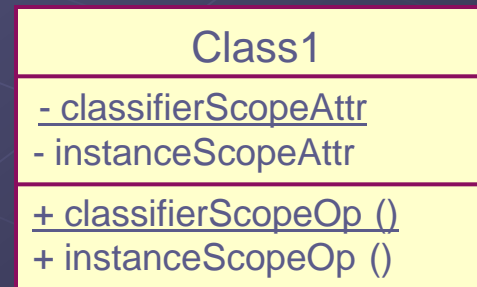 Class1
- classifierScopeAttr
- instanceScopeAttr
+ classifierScopeOp ()
+ instanceScopeOp ()